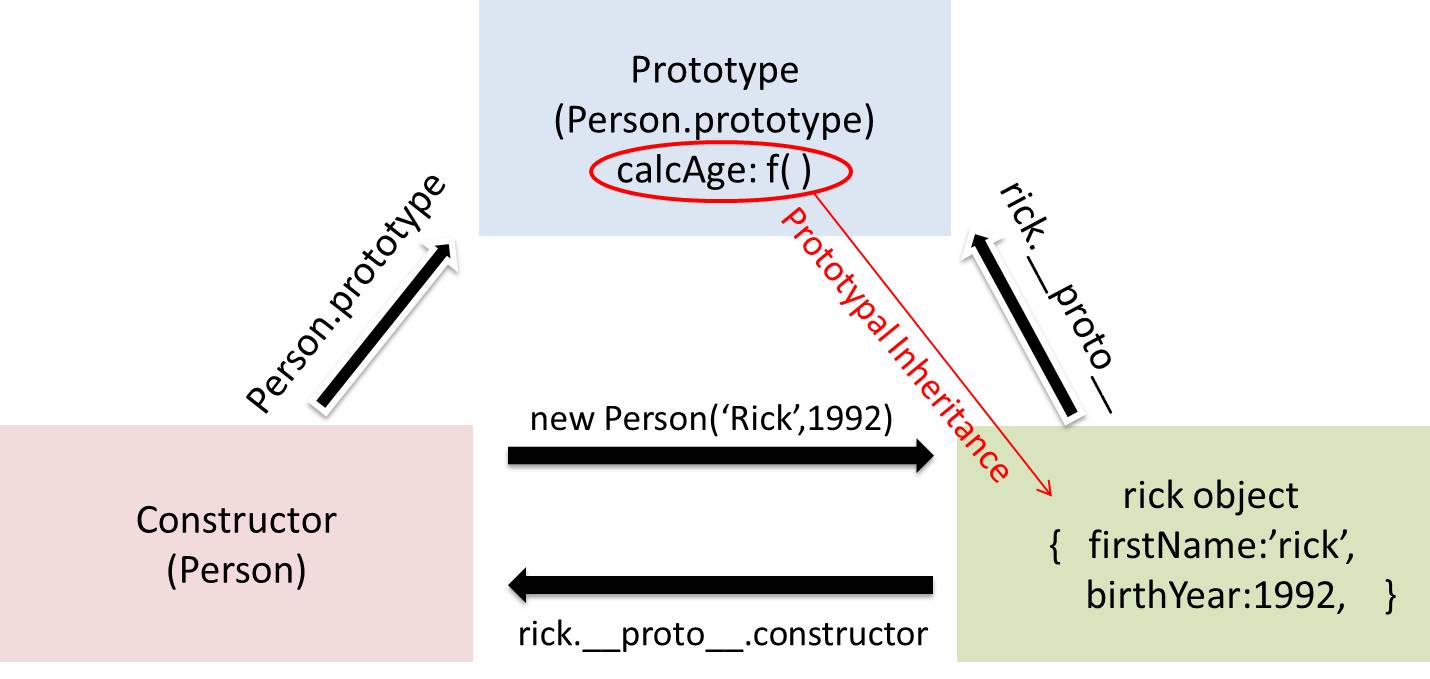 Prototype
(Person.prototype)
calcAge: f( )
Person.prototype
rick.__proto__
Prototypal Inheritance
new Person(‘Rick’,1992)
Constructor
(Person)
rick object
{ firstName:’rick’,
birthYear:1992, }
rick.__proto__.constructor